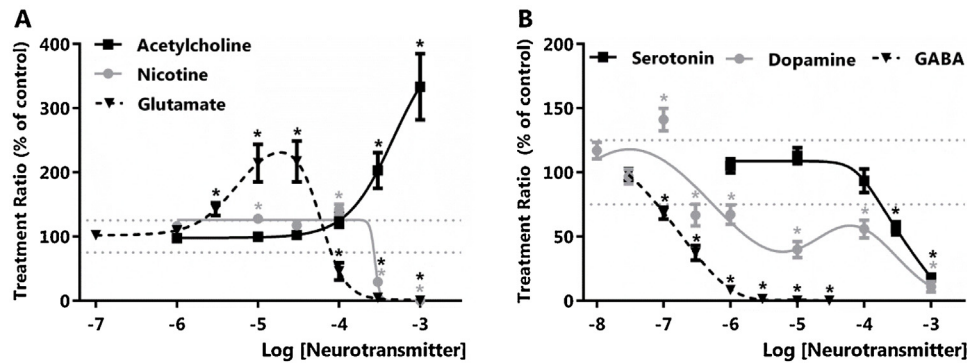 A
Treatment Ratio (% of control)
400
300
200
100
0
Acetylcholine
Nicotine
Glutamate
* * * * * * * * * * * * *
-7 -6 -5 -4 -3
Log [Neurotransmitter]
B
Treatment Ratio (% of control)
200
150
100
50
0
Serotonin Dopamine GABA
* * * * * * * * * * * * * * *
-8 -7 -6 -5 -4 -3
Log [Neurotransmitter]